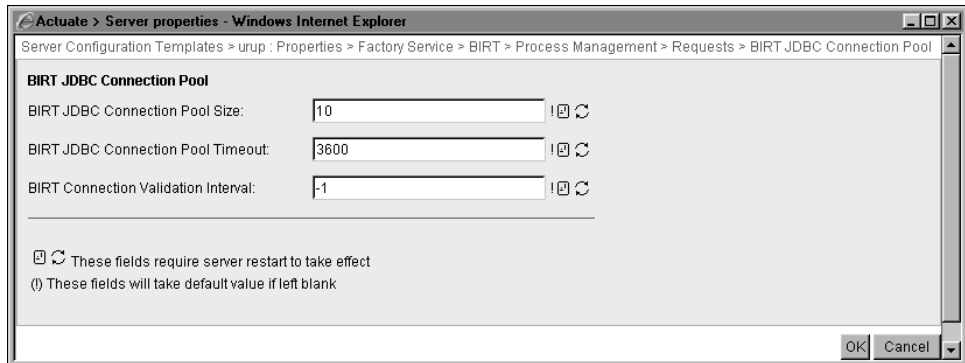 Actuate > Server properties - Windows Internet Explorer
Server Configuration Templates > urup : Properties > Factory Service > BIRT > Process Management > Requests > BIRT JDBC Connection Pool
BIRT JDBC Connection Pool
BIRT JDBC Connection Pool Size: 10 !
BIRT JDBC Connection Pool Timeout: 3600 !
BIRT Connection Validation Interval: -1 !
These fields require server restart to take effect
(!) These fields will take default value if left blank
OK Cancel